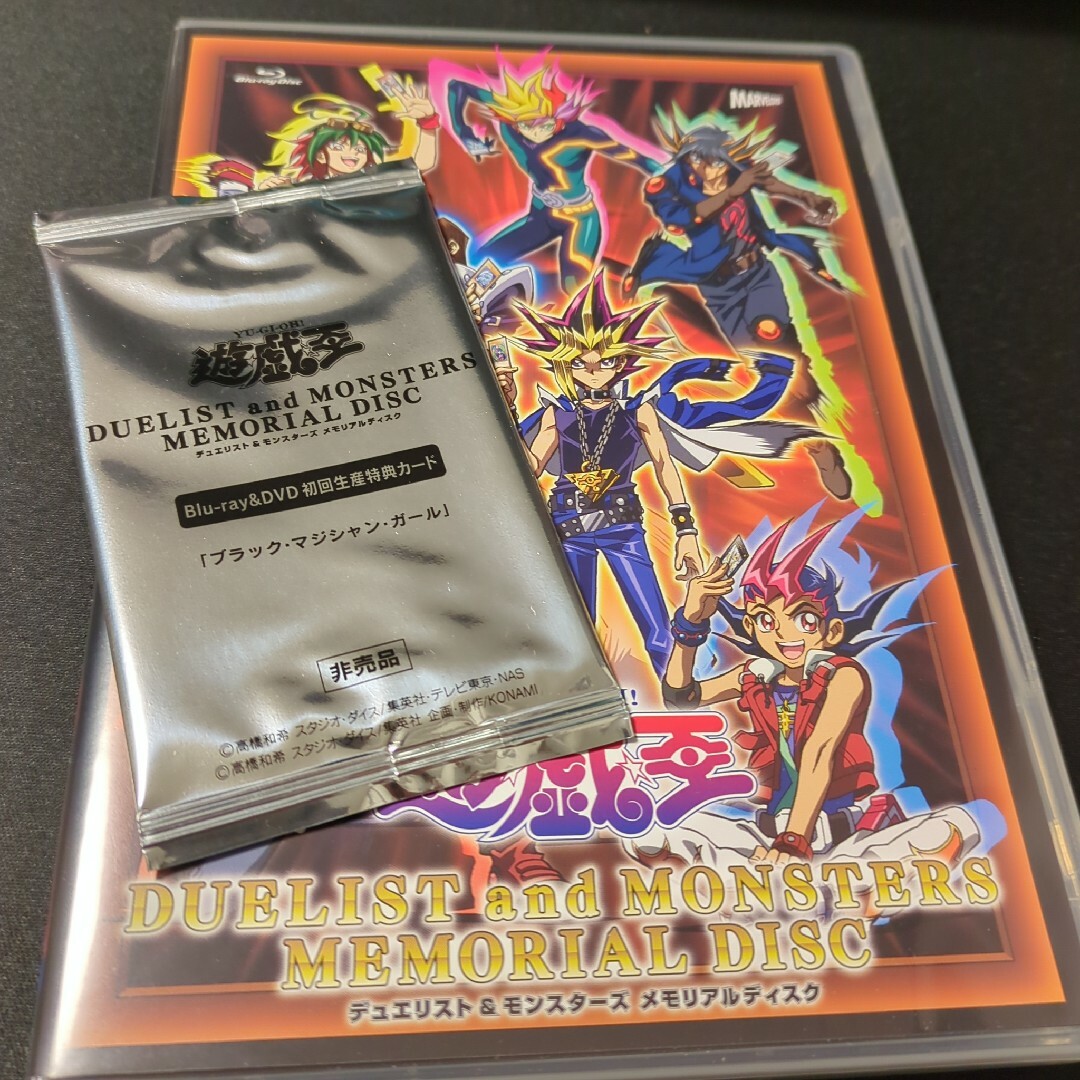 Blu-ray Disc
YU-GI-OH!
遊戯王
DUELIST and MONSTERS
MEMORIAL DISC
デュエリスト&モンスターズ メモリアルディスク
Blu-ray&DVD 初回生産特典カード
「ブラック・マジシャン・ガール」
非売品
©高橋和希 スタジオ・ダイス/集英社・テレビ東京・NAS
©高橋和希 スタジオ・ダイス/集英社 企画・制作/KONAMI
戯王
DUELIST and MONSTERS
MEMORIAL DISC
デュエリスト&モンスターズ メモリアルディスク